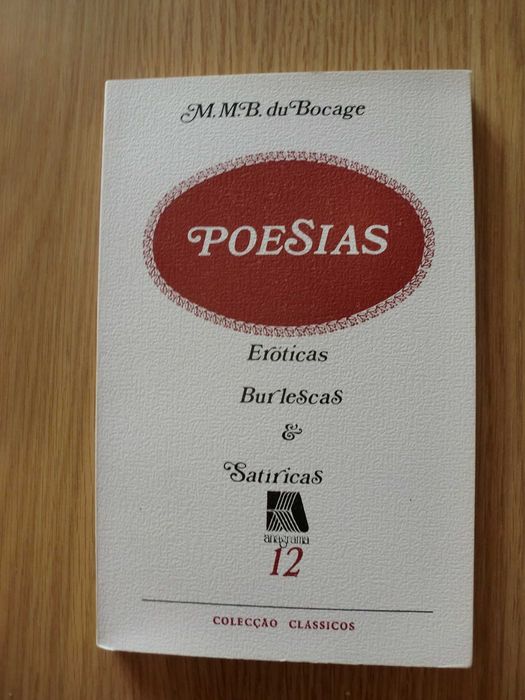 M.M.B. du Bocage
POESIAS
Eróticas
Burlescas
&
Satíricas
anagrama
12
COLECÇÃO CLÁSSICOS